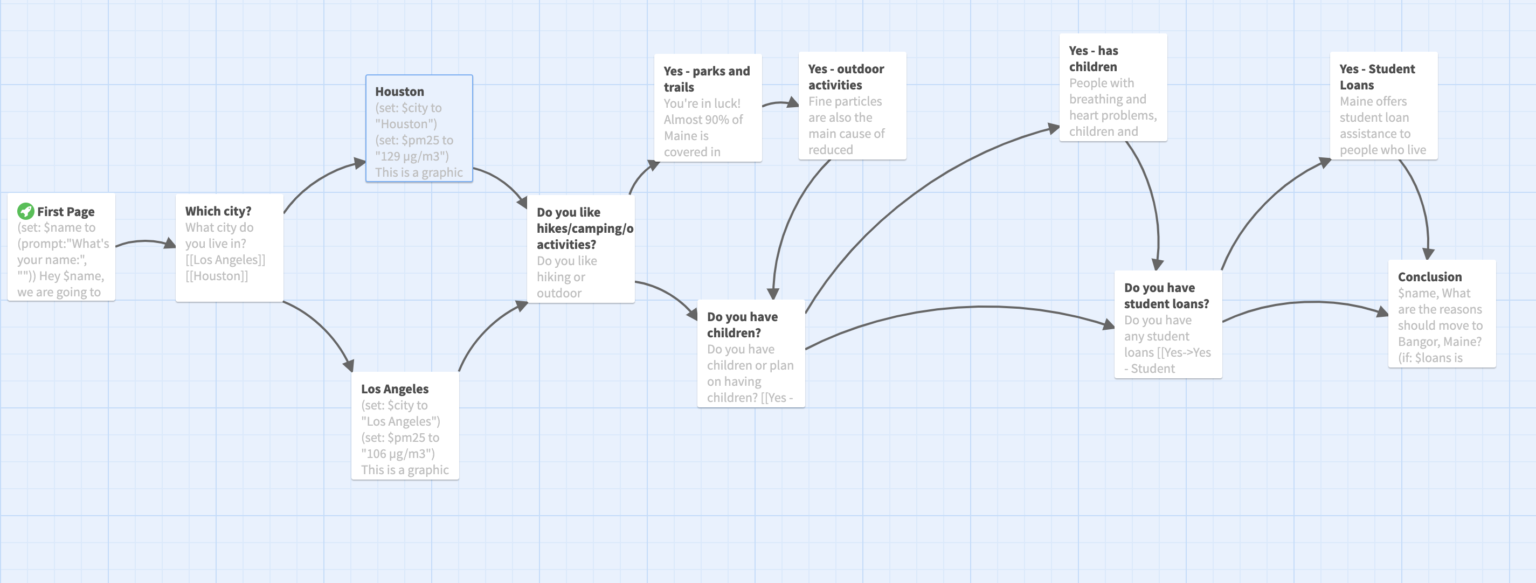 First Page
(set: $name to
(prompt:"What's
your name:",
"")) Hey $name,
we are going to
Which city?
What city do
you live in?
[[Los Angeles]]
[[Houston]]
Houston
(set: $city to
"Houston")
(set: $pm25 to
"129 µg/m3")
This is a graphic
Los Angeles
(set: $city to
"Los Angeles")
(set: $pm25 to
"106 µg/m3")
This is a graphic
Do you like
hikes/camping/o
activities?
Do you like
hiking or
outdoor
Yes - parks and
trails
You're in luck!
Almost 90% of
Maine is
covered in
Yes - outdoor
activities
Fine particles
are also the
main cause of
reduced
Do you have
children?
Do you have
children or plan
on having
children? [[Yes -
Yes - has
children
People with
breathing and
heart problems,
children and
Do you have
student loans?
Do you have
any student
loans [[Yes->Yes
- Student
Yes - Student
Loans
Maine offers
student loan
assistance to
people who live
Conclusion
$name, What
are the reasons
should move to
Bangor, Maine?
(if: $loans is